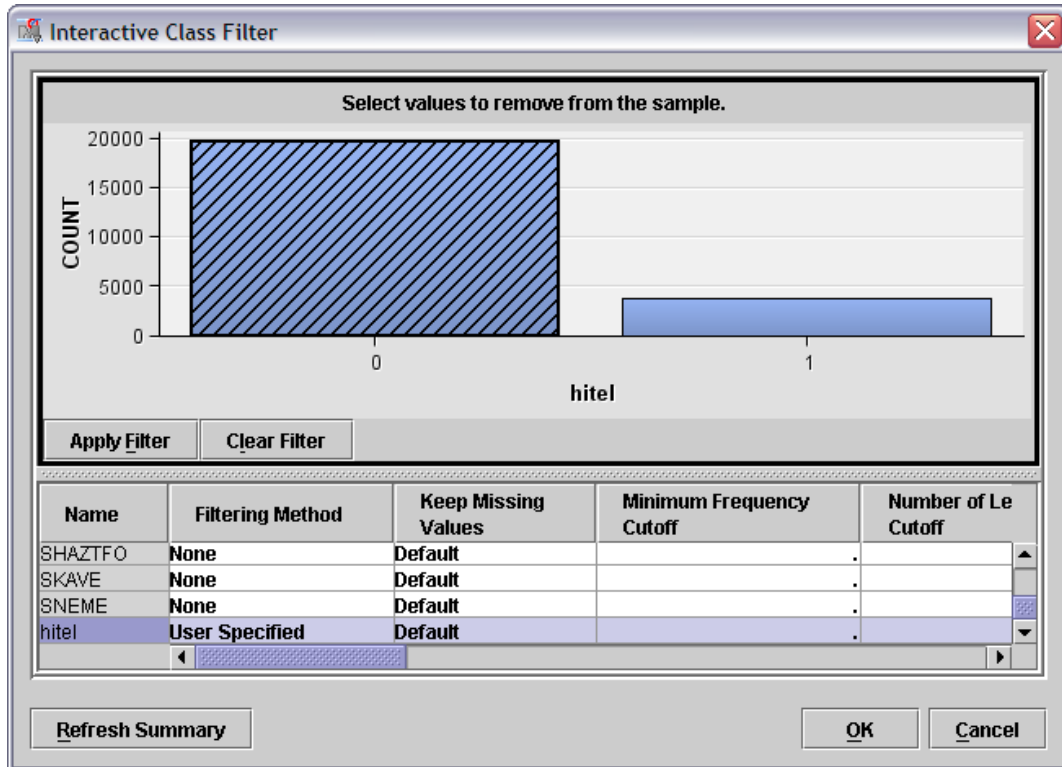 Interactive Class Filter
Select values to remove from the sample.
20000
15000
10000
5000
0
COUNT
0 1
hitel
Apply Filter Clear Filter
Name Filtering Method Keep Missing Values Minimum Frequency Cutoff Number of Le Cutoff
SHAZTFO None Default .
SKAVE None Default .
SNEME None Default .
hitel User Specified Default .
Refresh Summary OK Cancel